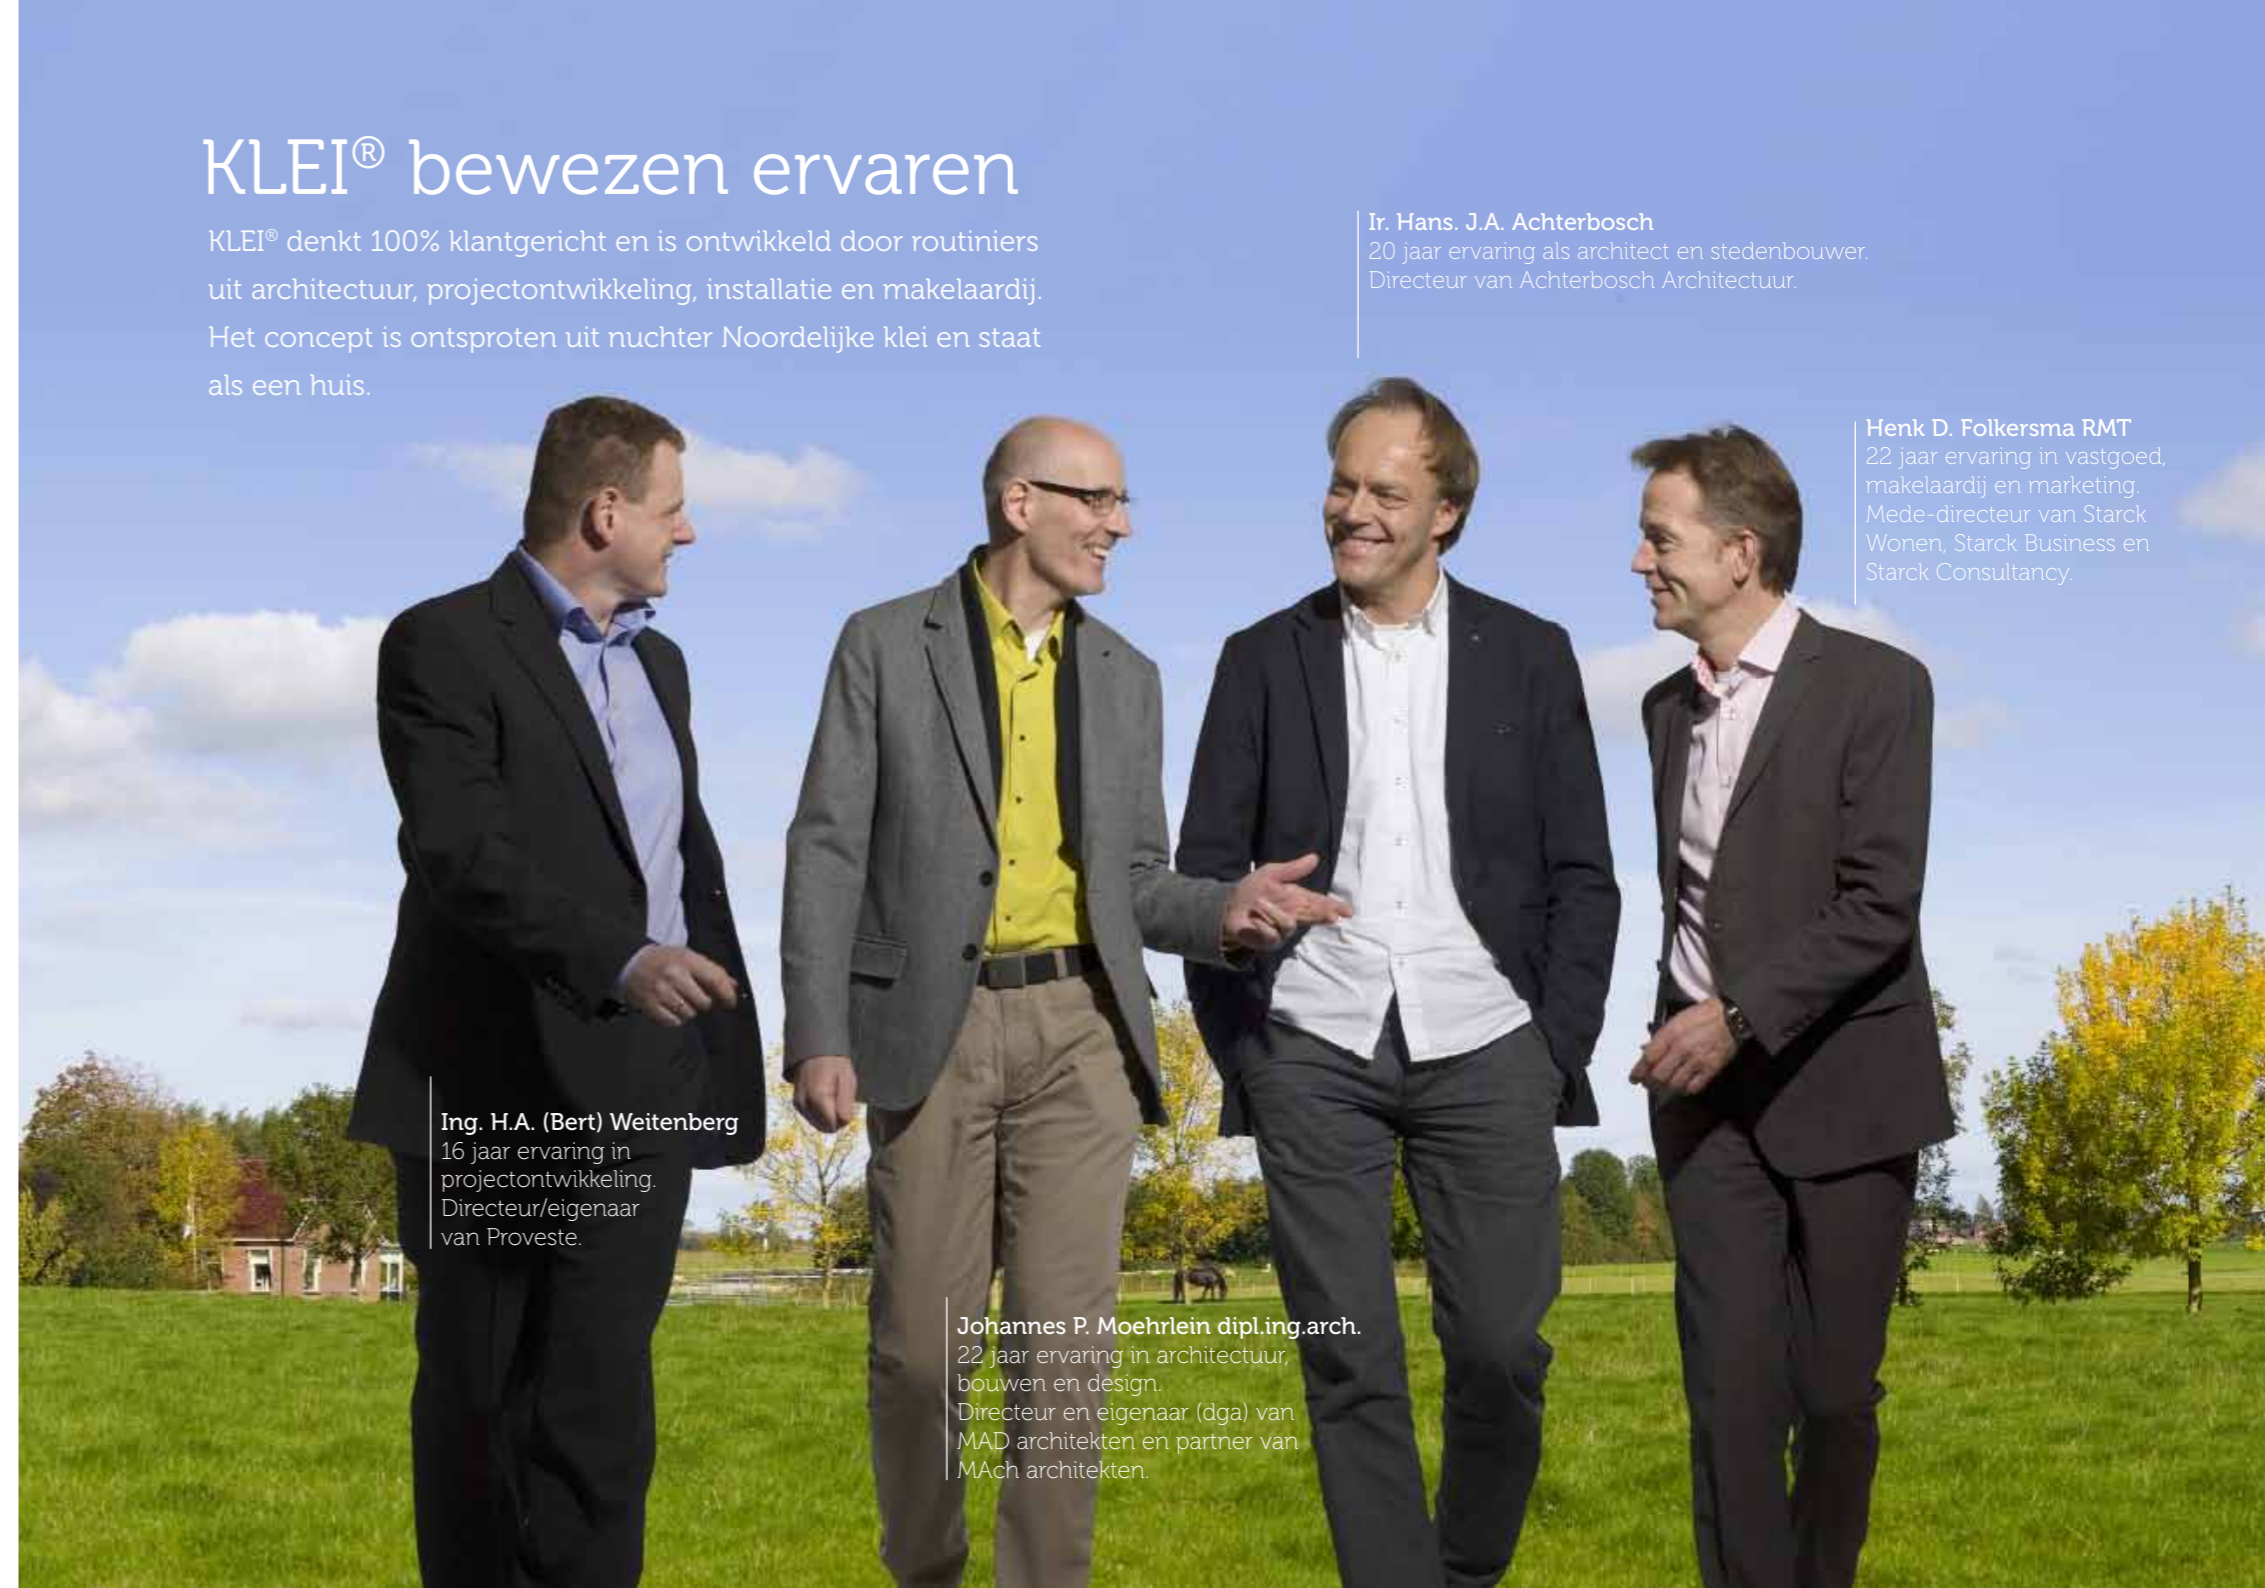 KLEI® bewezen ervaren
KLEI® denkt 100% klantgericht en is ontwikkeld door routiniers
uit architectuur, projectontwikkeling, installatie en makelaardij.
Het concept is ontsproten uit nuchter Noordelijke klei en staat
als een huis.
Ir. Hans. J.A. Achterbosch
20 jaar ervaring als architect en stedenbouwer.
Directeur van Achterbosch Architectuur.
Henk D. Folkersma RMT
22 jaar ervaring in vastgoed,
makelaardij en marketing.
Mede-directeur van Starck
Wonen, Starck Business en
Starck Consultancy.
Ing. H.A. (Bert) Weitenberg
16 jaar ervaring in
projectontwikkeling.
Directeur/eigenaar
van Proveste.
Johannes P. Moehrlein dipl.ing.arch.
22 jaar ervaring in architectuur,
bouwen en design.
Directeur en eigenaar (dga) van
MAD architekten en partner van
MAch architekten.